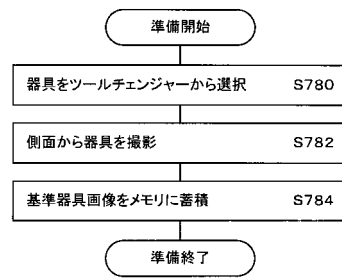 準備開始
器具をツールチェンジャーから選択 S780
側面から器具を撮影 S782
基準器具画像をメモリに蓄積 S784
準備終了